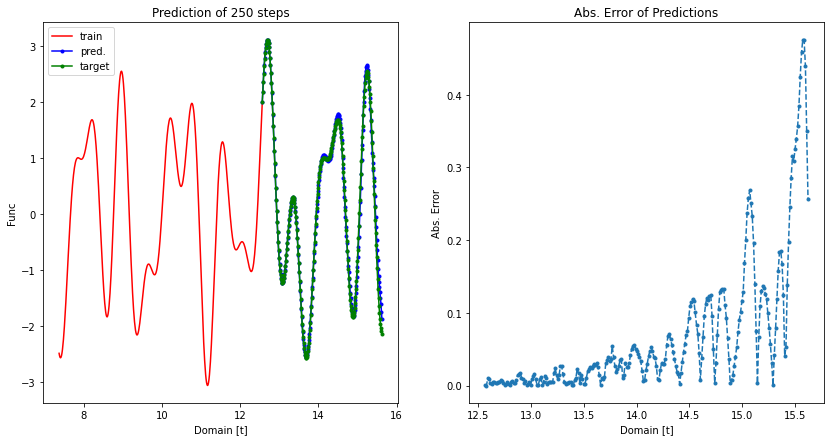 Prediction of 250 steps
train
pred.
target
Func
3
2
1
0
−1
−2
−3
8
10
12
14
16
Domain [t]
Abs. Error of Predictions
Abs. Error
0.4
0.3
0.2
0.1
0.0
12.5
13.0
13.5
14.0
14.5
15.0
15.5
Domain [t]